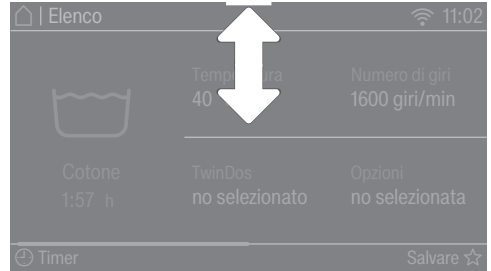 | Elenco 11:02
Temperatura Numero di giri
40 1600 giri/min
Cotone TwinDos Opzioni
1:57 h no selezionato no selezionata
Timer Salvare